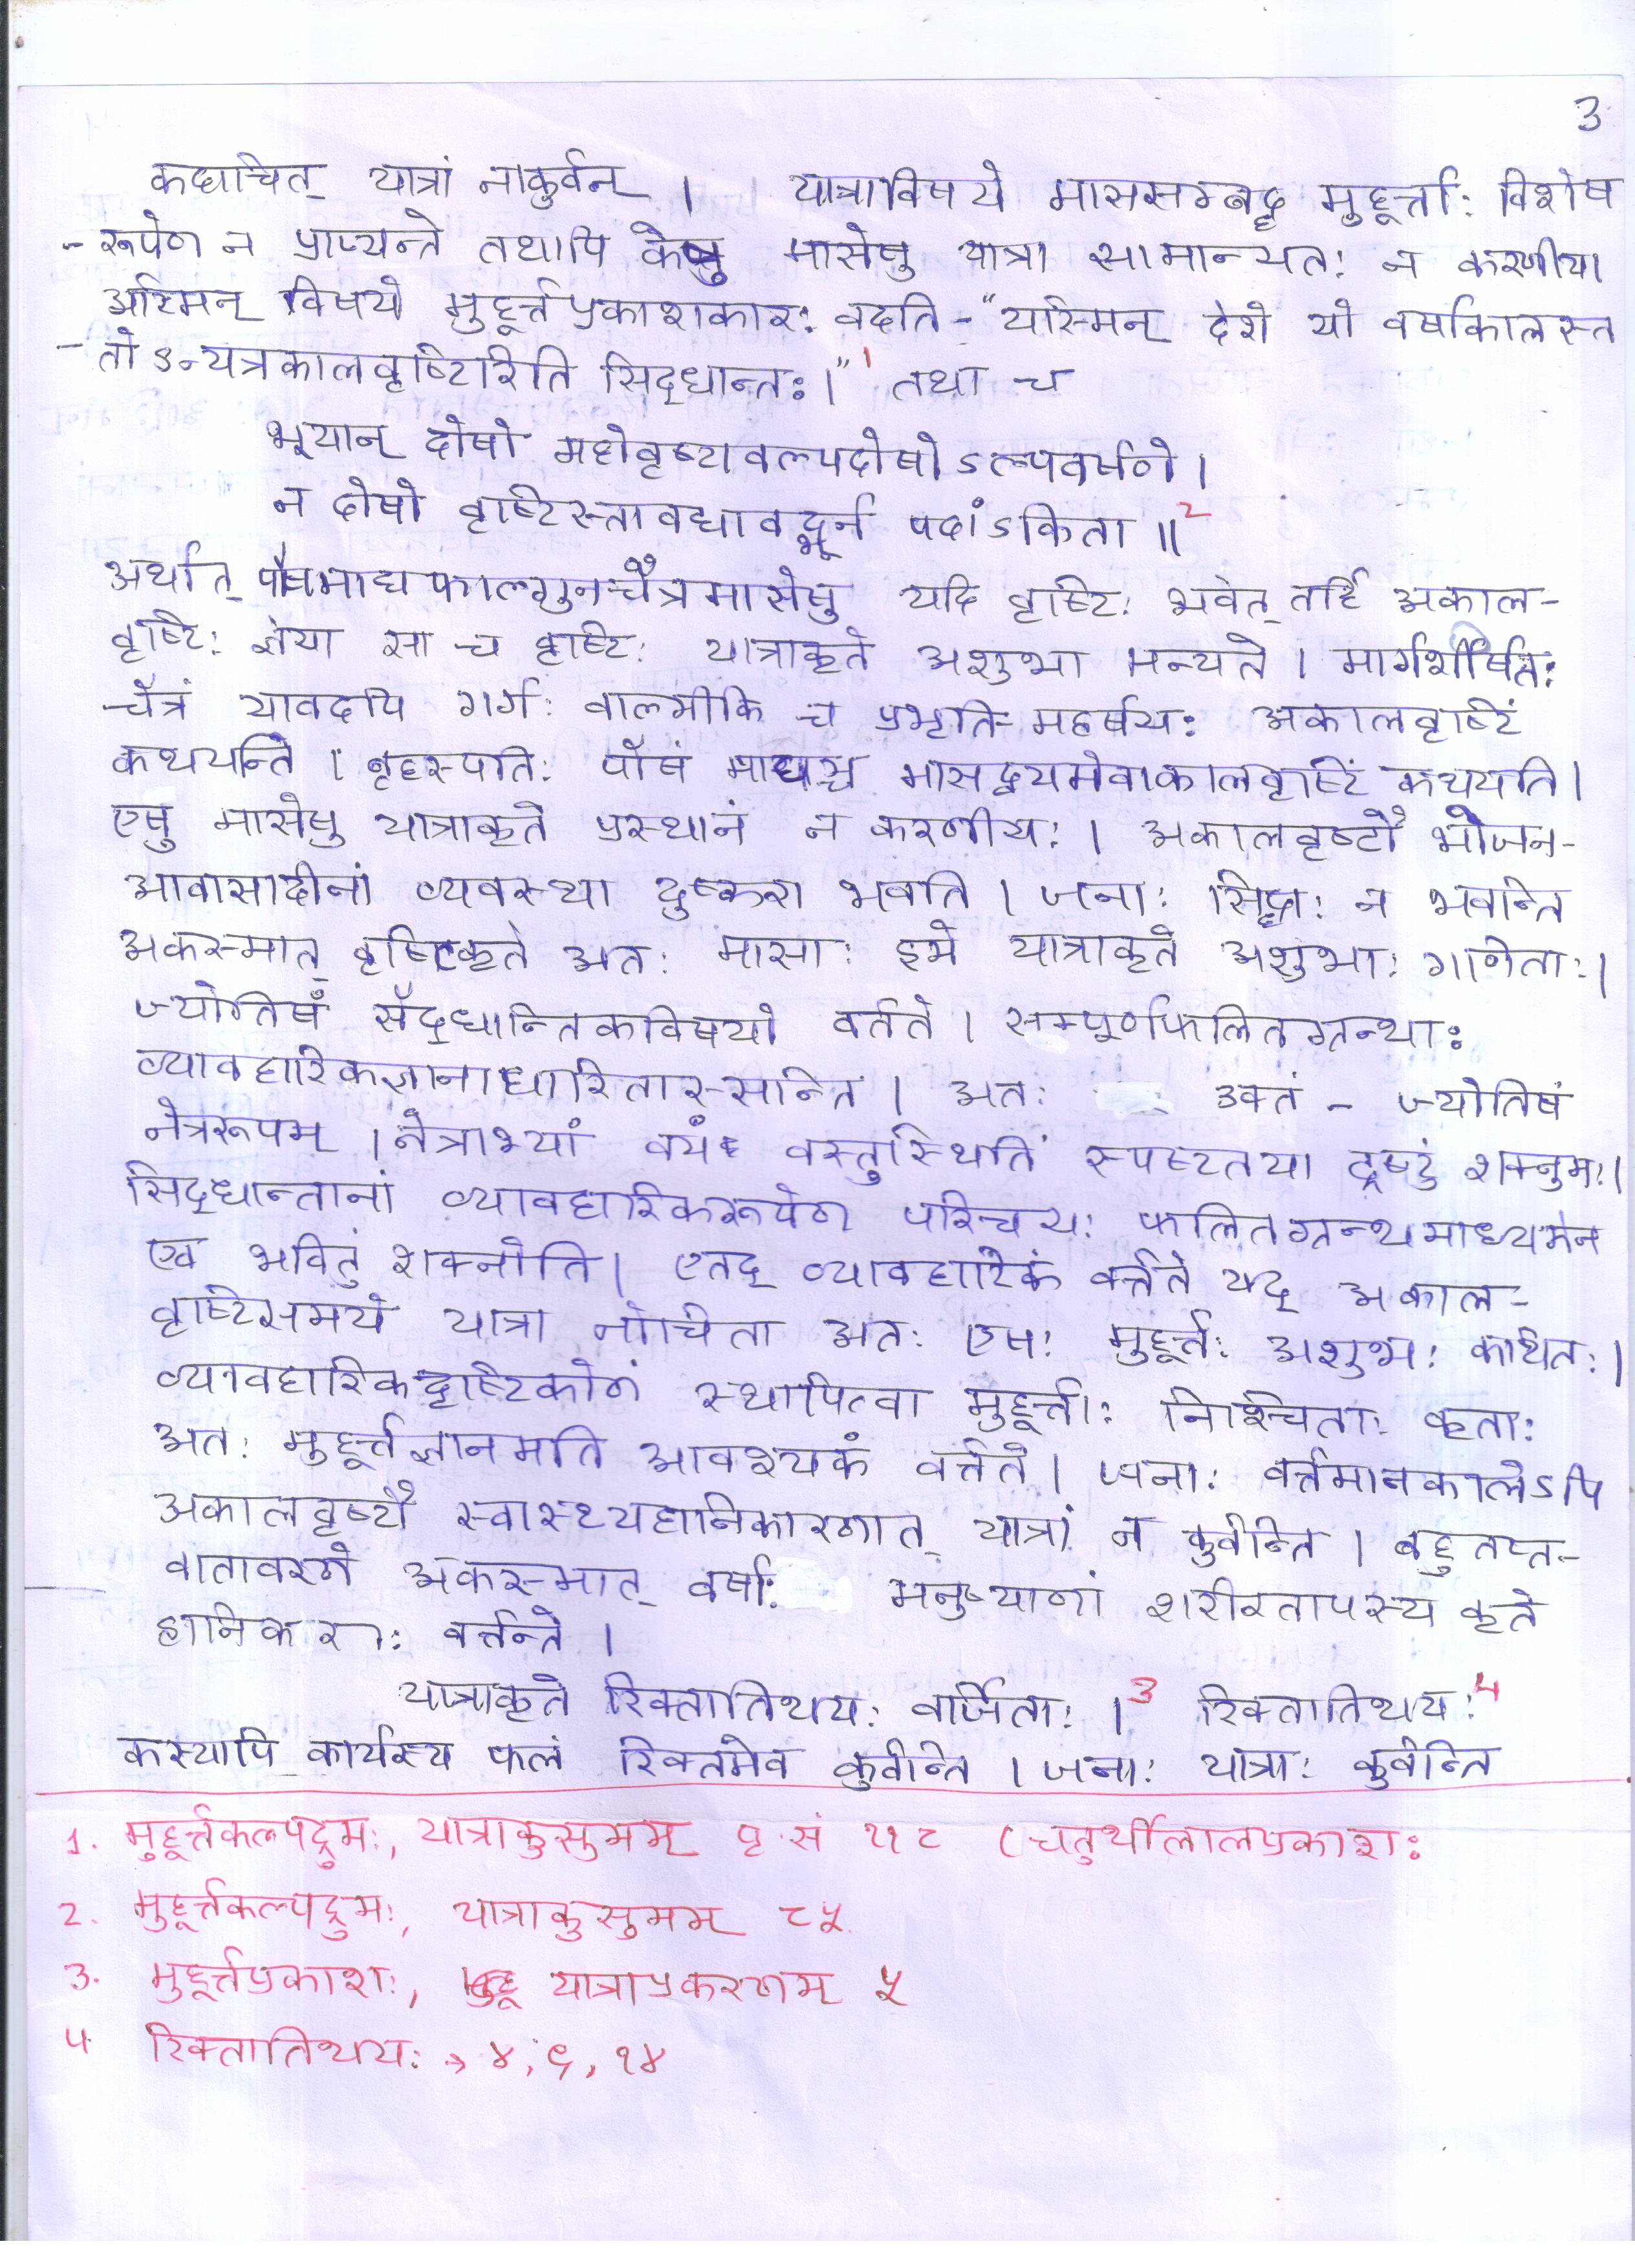 3
कदाचित् यात्रां नाकुर्वन् । यात्राविषये माससम्बद्ध मुहूर्त्ताः विशेष
-रूपेण न प्राप्यन्ते तथापि केषु मासेषु यात्रा सामान्यतः न करणीया
अस्मिन् विषये मुहूर्त्तप्रकाशकारः वदति - "यस्मिन् देशे यो वर्षाकालस्त
-तोऽन्यत्रकालवृष्टिरिति सिद्धान्तः।"१ तथा च
भूयान् दोषो महोवृष्ट्यावल्पदोषोऽल्पवर्षणे ।
न दोषो वृष्टिस्तावद्यावद्भूर्न पदांऽकिता ॥2
अर्थात् पौषमाघफाल्गुनचैत्रमासेषु यदि वृष्टिः भवेत् तर्हि अकाल-
वृष्टिः ज्ञेया सा च वृष्टिः यात्राकृते अशुभा मन्यते । मार्गशीर्षतः
चैत्रं यावदपि गर्गः वाल्मीकि च प्रभृति-महर्षयः अकालवृष्टिं
कथयन्ति । बृहस्पतिः पौषं माघञ्च मासद्वयमेवाकालवृष्टिं कथयति।
एषु मासेषु यात्राकृते प्रस्थानं न करणीयः । अकालवृष्टौ भोजन-
आवासादीनां व्यवस्था दुष्करा भवति । जनाः सिद्धाः न भवन्ति
अकस्मात् वृष्टिकृते अतः मासाः इमे यात्राकृते अशुभाः गणिताः।
ज्योतिषं सैद्धान्तिकविषयो वर्तते । सम्पूर्णफलितग्रन्थाः
व्यावहारिकज्ञानाधारितास्सन्ति । अतः उक्तं - ज्योतिषं
नेत्ररूपम् । नेत्राभ्यां वयं वस्तुस्थितिं स्पष्टतया द्रष्टुं शक्नुमः।
सिद्धान्तानां व्यावहारिकरूपेण परिचयः फलितग्रन्थमाध्यमेन
एव भवितुं शक्नोति। एतद् व्यावहारिकं वर्त्तते यद् अकाल-
वृष्टिसमये यात्रा नोचिता अतः एषः मुहूर्त्तः अशुभः कथितः।
व्यावहारिकदृष्टिकोणं स्थापित्वा मुहूर्त्ताः निश्चिताः कृताः
अतः मुहूर्त्तज्ञानमति आवश्यकं वर्त्तते । जनाः वर्त्तमानकालेऽपि
अकालवृष्टौ स्वास्थ्यहानिकारणात् यात्रां न कुर्वन्ति । बहु तप्त-
वातावरणे अकस्मात् वर्षाः मनुष्याणां शरीरतापस्य कृते
हानिकराः वर्त्तन्ते ।
यात्राकृते रिक्तातिथयः वर्जिताः ।3 रिक्तातिथयः4
कस्यापि कार्यस्य फलं रिक्तमेव कुर्वन्ति । जनाः यात्राः कुर्वन्ति
1. मुहूर्त्तकल्पद्रुमः, यात्राकुसुमम् पृ. सं २१८ (चतुर्थीलालप्रकाशः
2. मुहूर्त्तकल्पद्रुमः, यात्राकुसुमम् ८५
3. मुहूर्त्तप्रकाशः, यात्राप्रकरणम् ५
4 रिक्तातिथयः → ४, ९, १४